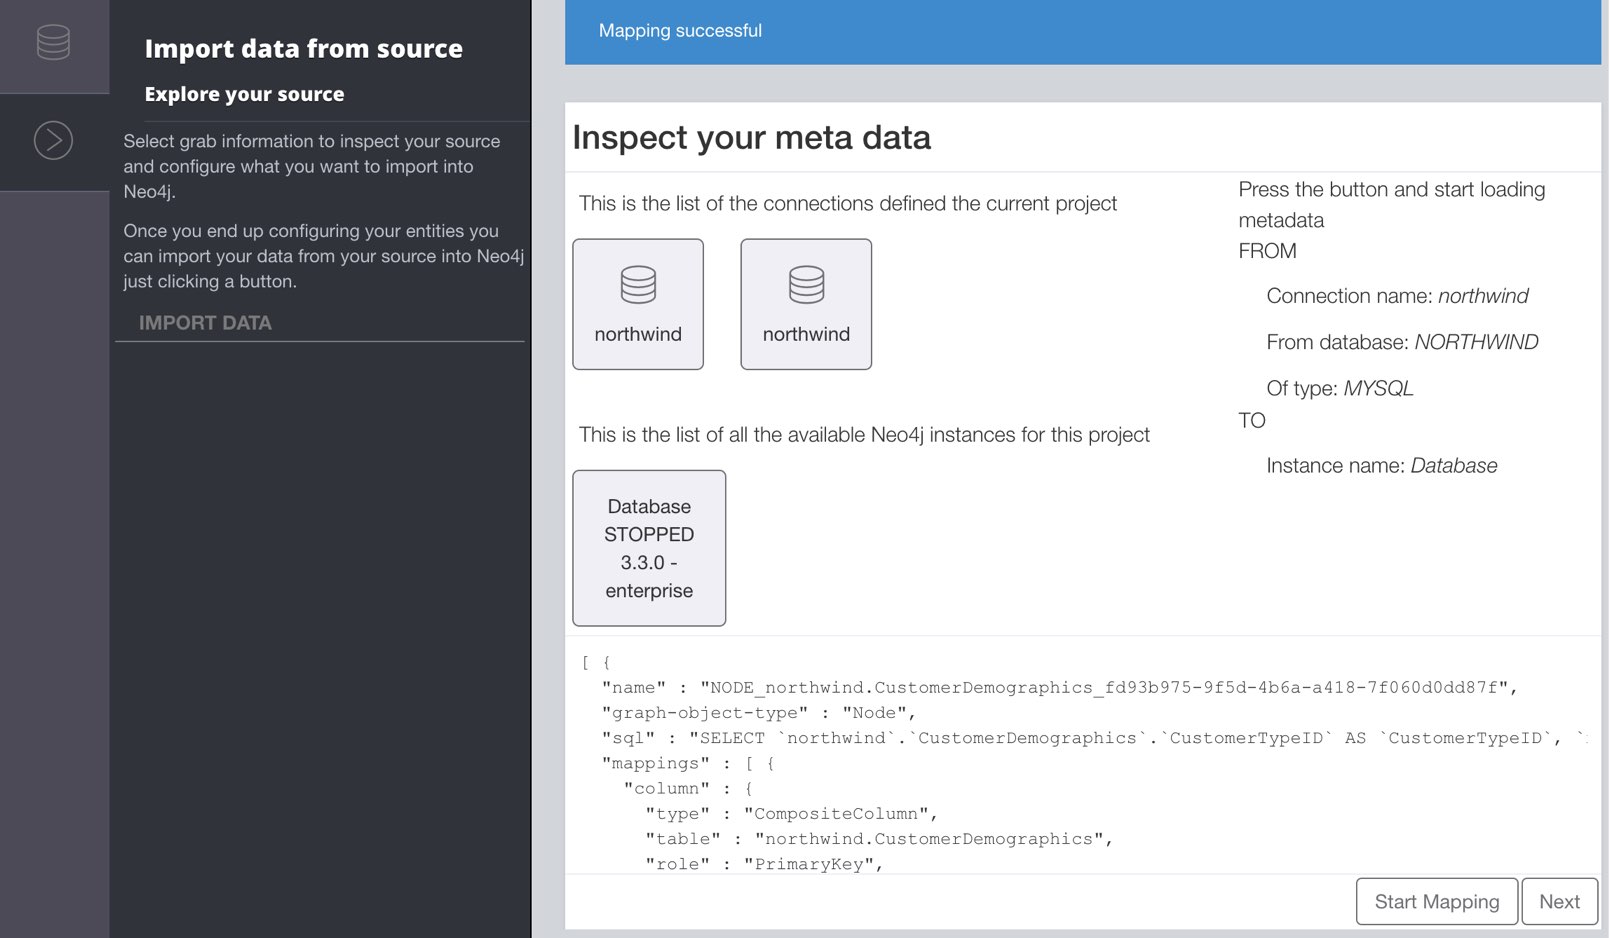 Import data from source
Explore your source
Select grab information to inspect your source
and configure what you want to import into
Neo4j.
Once you end up configuring your entities you
can import your data from your source into Neo4j
just clicking a button.
IMPORT DATA
Mapping successful
Inspect your meta data
This is the list of the connections defined the current project
northwind
northwind
This is the list of all the available Neo4j instances for this project
Database
STOPPED
3.3.0 -
enterprise
Press the button and start loading
metadata
FROM
Connection name: northwind
From database: NORTHWIND
Of type: MYSQL
TO
Instance name: Database
[ {
"name" : "NODE_northwind.CustomerDemographics_fd93b975-9f5d-4b6a-a418-7f060d0dd87f",
"graph-object-type" : "Node",
"sql" : "SELECT `northwind`.`CustomerDemographics`.`CustomerTypeID` AS `CustomerTypeID`, `
"mappings" : [ {
"column" : {
"type" : "CompositeColumn",
"table" : "northwind.CustomerDemographics",
"role" : "PrimaryKey",
Start Mapping
Next